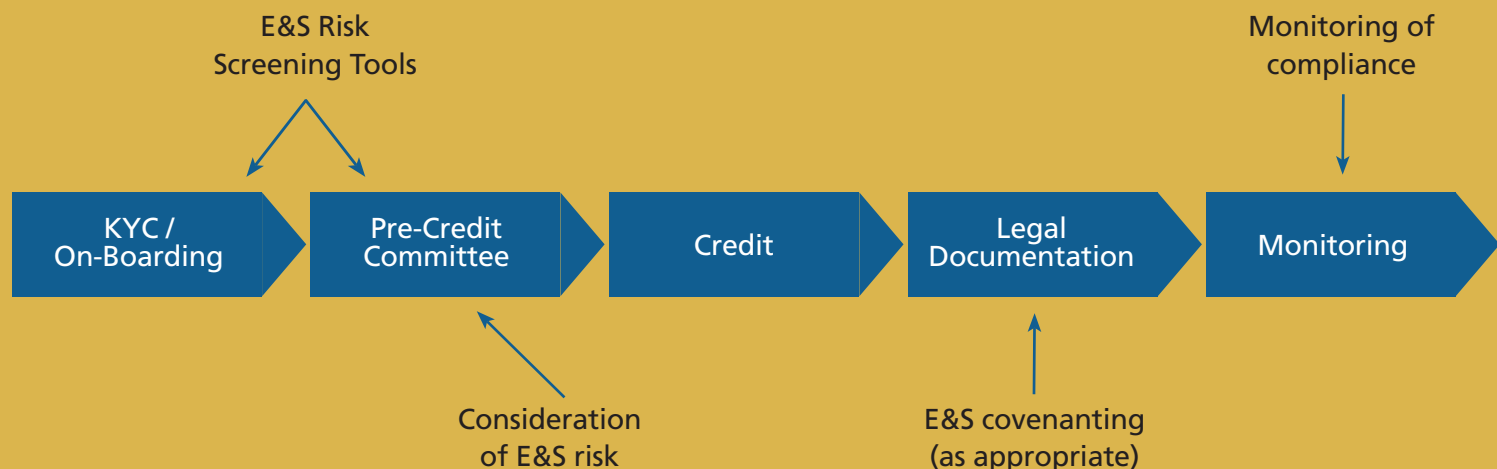 E&S Risk
Screening Tools
Monitoring of
compliance
KYC /
On-Boarding
Pre-Credit
Committee
Credit
Legal
Documentation
Monitoring
Consideration
of E&S risk
E&S covenanting
(as appropriate)